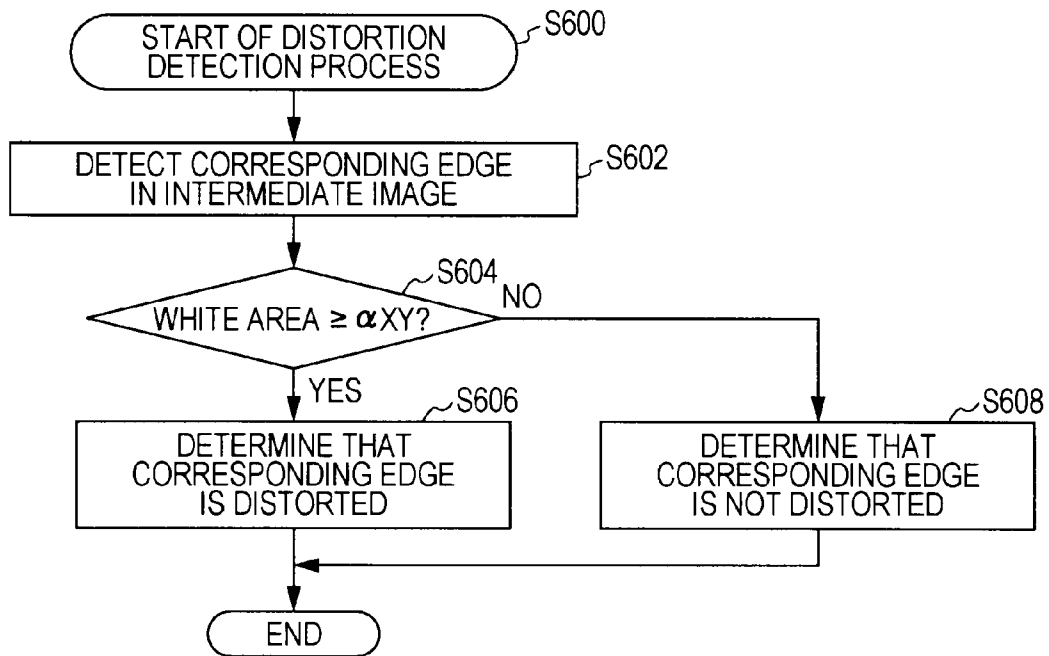 START OF DISTORTION
DETECTION PROCESS
S600
DETECT CORRESPONDING EDGE
IN INTERMEDIATE IMAGE
S602
S604
WHITE AREA ≥ αXY?
NO
YES
S606
DETERMINE THAT
CORRESPONDING EDGE
IS DISTORTED
S608
DETERMINE THAT
CORRESPONDING EDGE
IS NOT DISTORTED
END